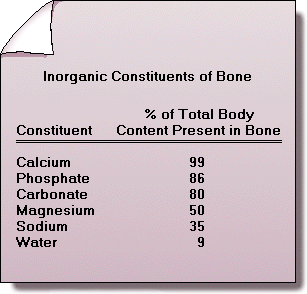 Inorganic Constituents of Bone
% of Total Body
Constituent Content Present in Bone
Calcium 99
Phosphate 86
Carbonate 80
Magnesium 50
Sodium 35
Water 9